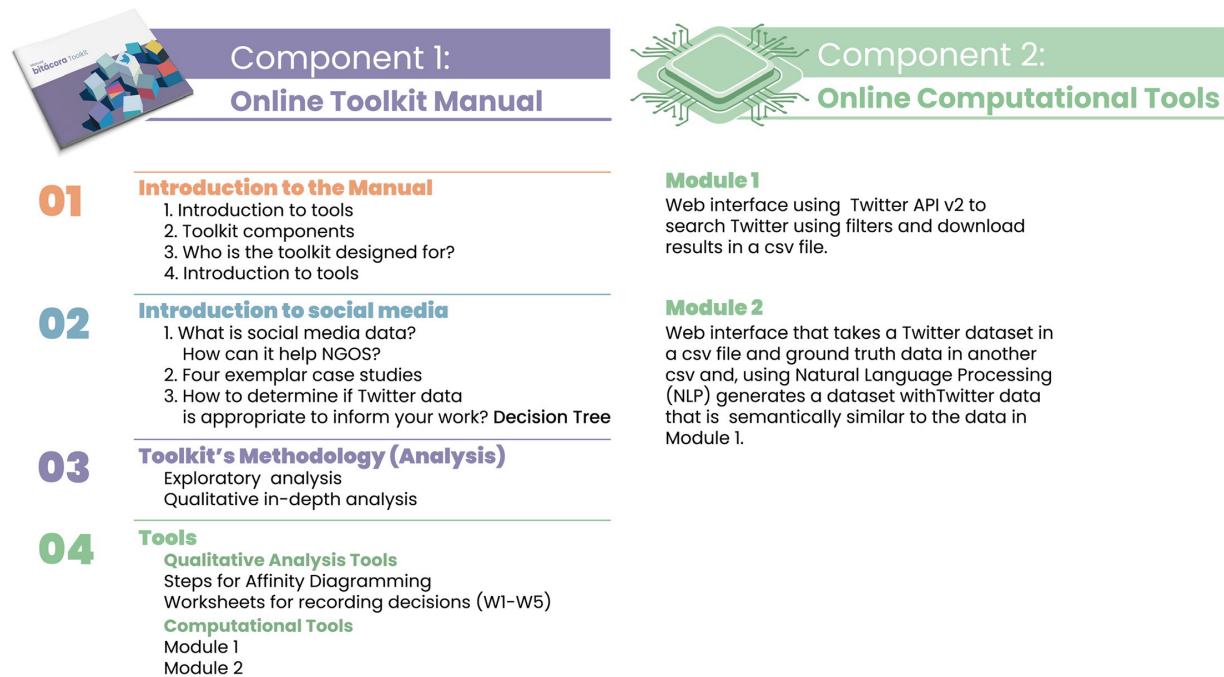 Manual
bitácora Toolkit
Component 1:
Online Toolkit Manual
01
Introduction to the Manual
1. Introduction to tools
2. Toolkit components
3. Who is the toolkit designed for?
4. Introduction to tools
02
Introduction to social media
1. What is social media data?
How can it help NGOS?
2. Four exemplar case studies
3. How to determine if Twitter data
is appropriate to inform your work? Decision Tree
03
Toolkit's Methodology (Analysis)
Exploratory analysis
Qualitative in-depth analysis
04
Tools
Qualitative Analysis Tools
Steps for Affinity Diagramming
Worksheets for recording decisions (W1-W5)
Computational Tools
Module 1
Module 2
Component 2:
Online Computational Tools
Module 1
Web interface using Twitter API v2 to
search Twitter using filters and download
results in a csv file.
Module 2
Web interface that takes a Twitter dataset in
a csv file and ground truth data in another
csv and, using Natural Language Processing
(NLP) generates a dataset withTwitter data
that is semantically similar to the data in
Module 1.